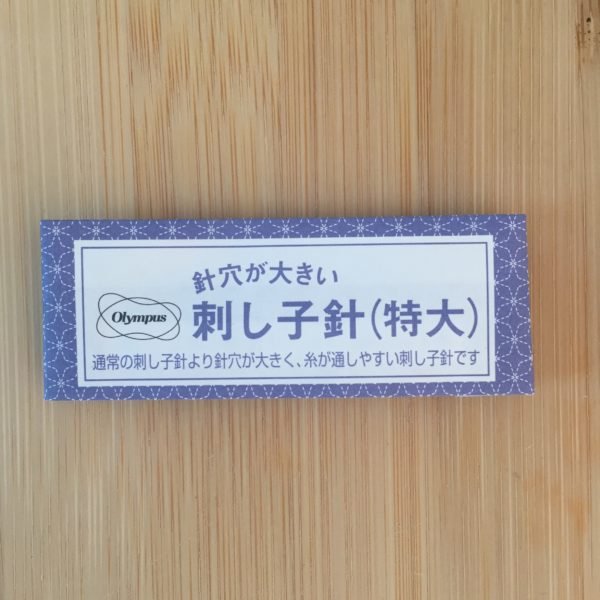 針穴が大きい
Olympus
刺し子針(特大)
通常の刺し子針より針穴が大きく、糸が通しやすい刺し子針です